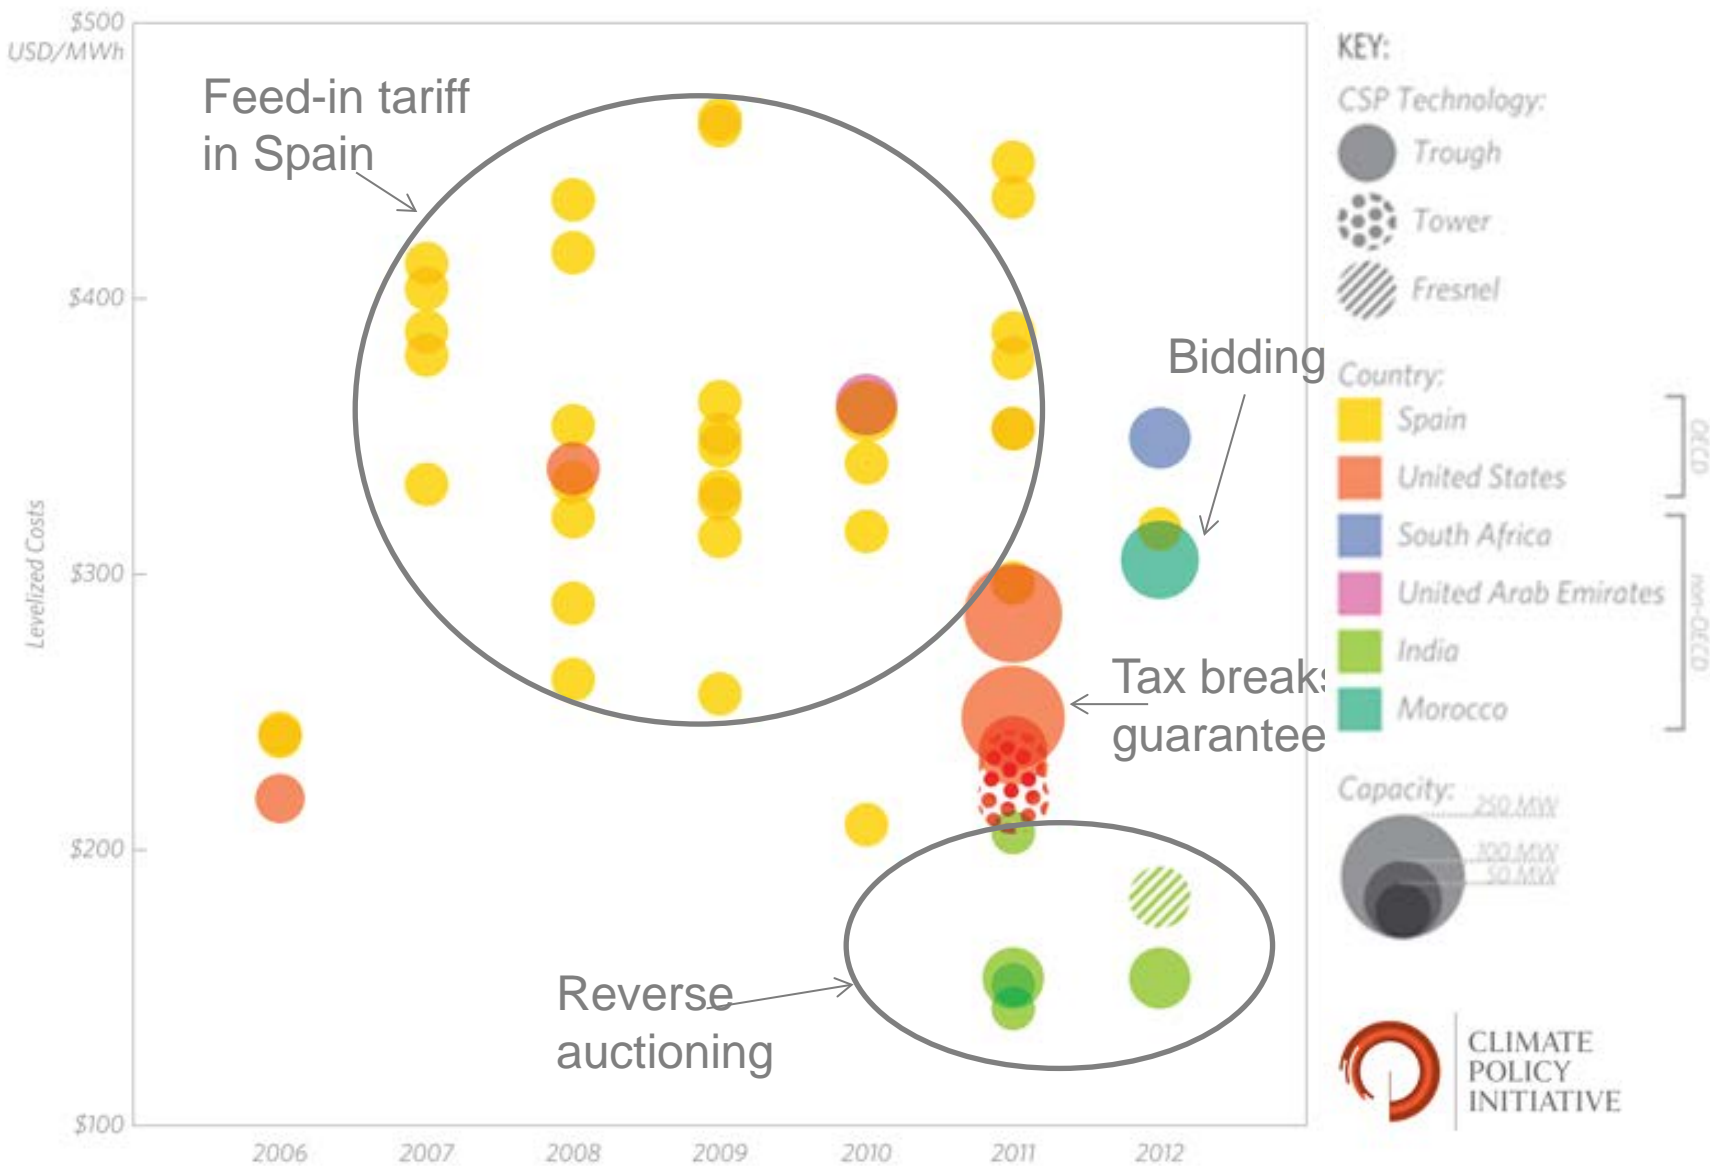 $500
USD/MWh
Feed-in tariff
in Spain
$400
$300
$200
$100
Levelized Costs
Bidding
Tax breaks
guarantee
Reverse
auctioning
2006
2007
2008
2009
2010
2011
2012
KEY:
CSP Technology:
Trough
Tower
Fresnel
Country:
Spain
United States
South Africa
United Arab Emirates
India
Morocco
OECD
non-OECD
Capacity:
250 MW
100 MW
50 MW
CLIMATE
POLICY
INITIATIVE